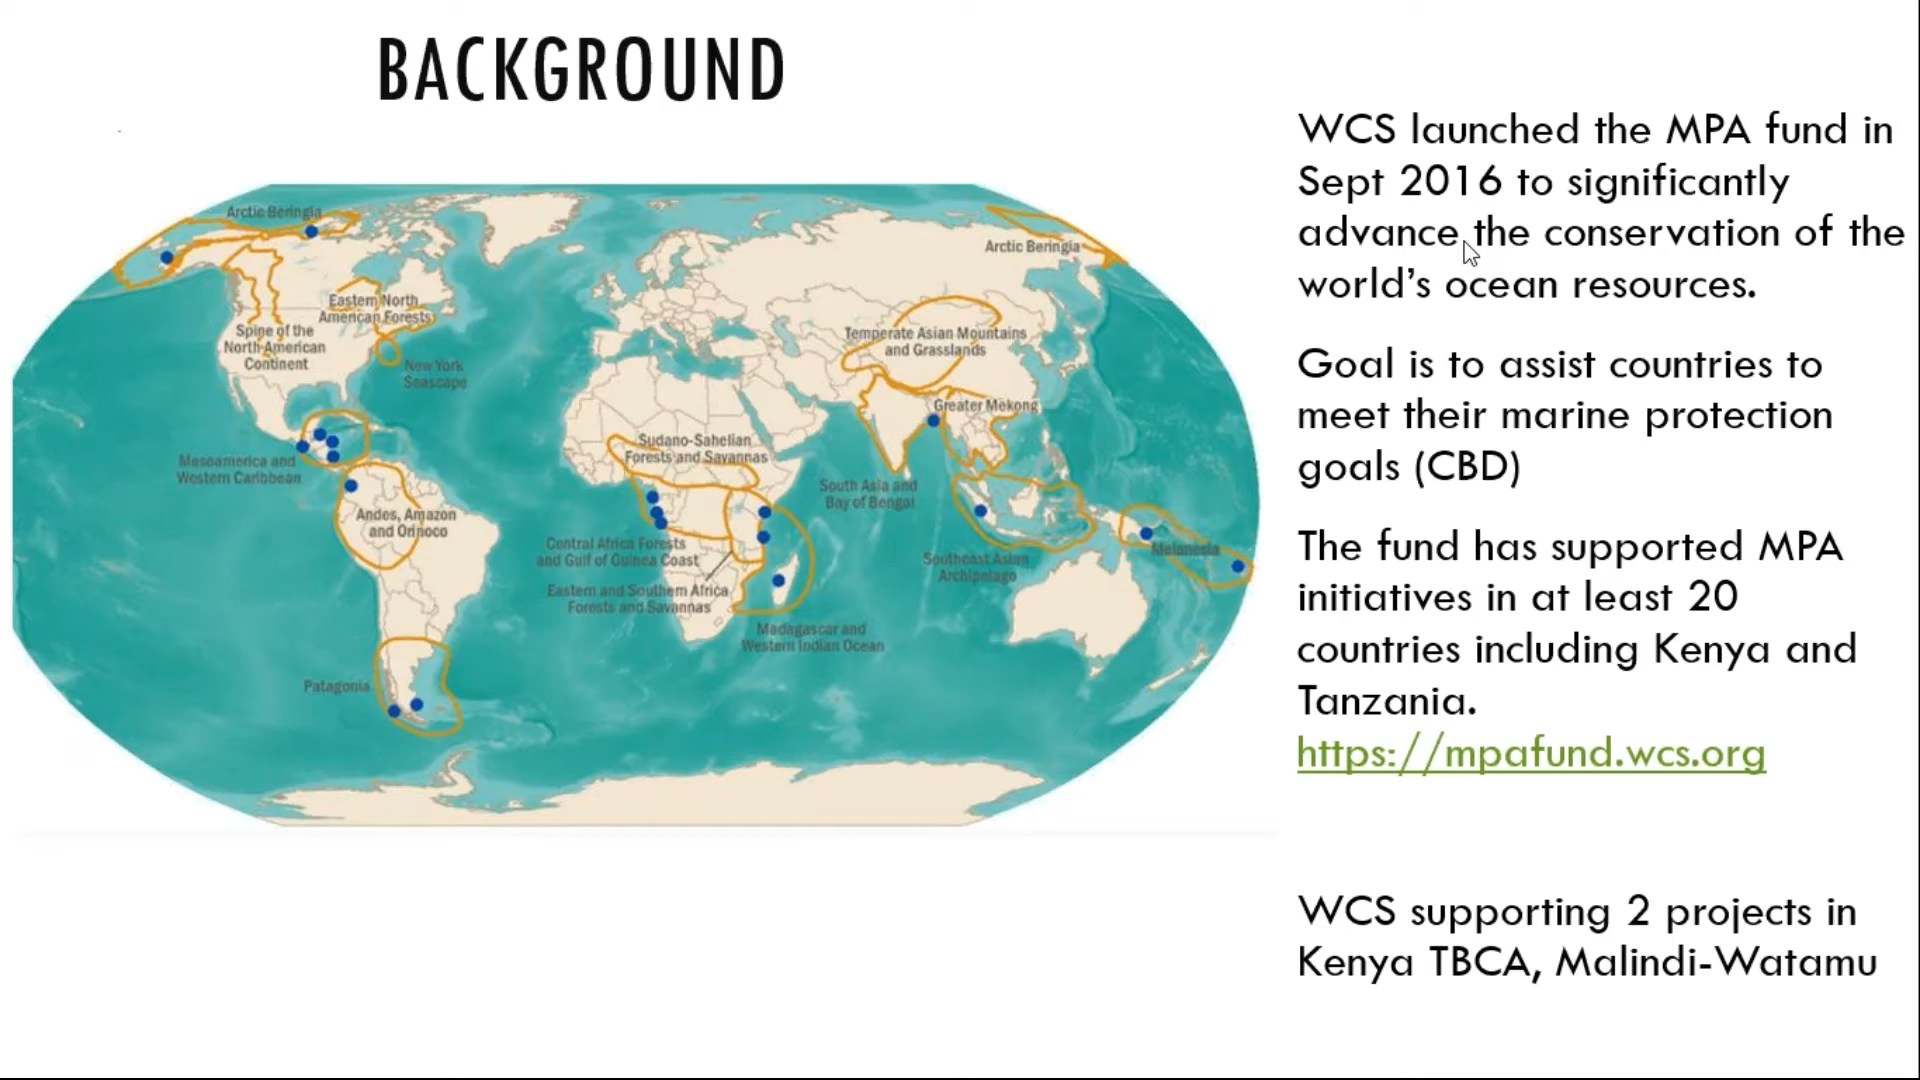 BACKGROUND
WCS launched the MPA fund in
Sept 2016 to significantly
advance the conservation of the
world's ocean resources.
Goal is to assist countries to
meet their marine protection
goals (CBD)
The fund has supported MPA
initiatives in at least 20
countries including Kenya and
Tanzania.
https://mpafund.wcs.org
WCS supporting 2 projects in
Kenya TBCA, Malindi-Watamu
Arctic Beringia
Arctic Beringia
Eastern North
American Forests
Spine of the
North American
Continent
New York
Seascape
Temperate Asian Mountains
and Grasslands
Greater Mekong
Mesoamerica and
Western Caribbean
Sudano-Sahelian
Forests and Savannas
South Asia and
Bay of Bengal
Andes, Amazon
and Orinoco
Central Africa Forests
and Gulf of Guinea Coast
Southeast Asian
Archipelago
Melanesia
Eastern and Southern Africa
Forests and Savannas
Madagascar and
Western Indian Ocean
Patagonia